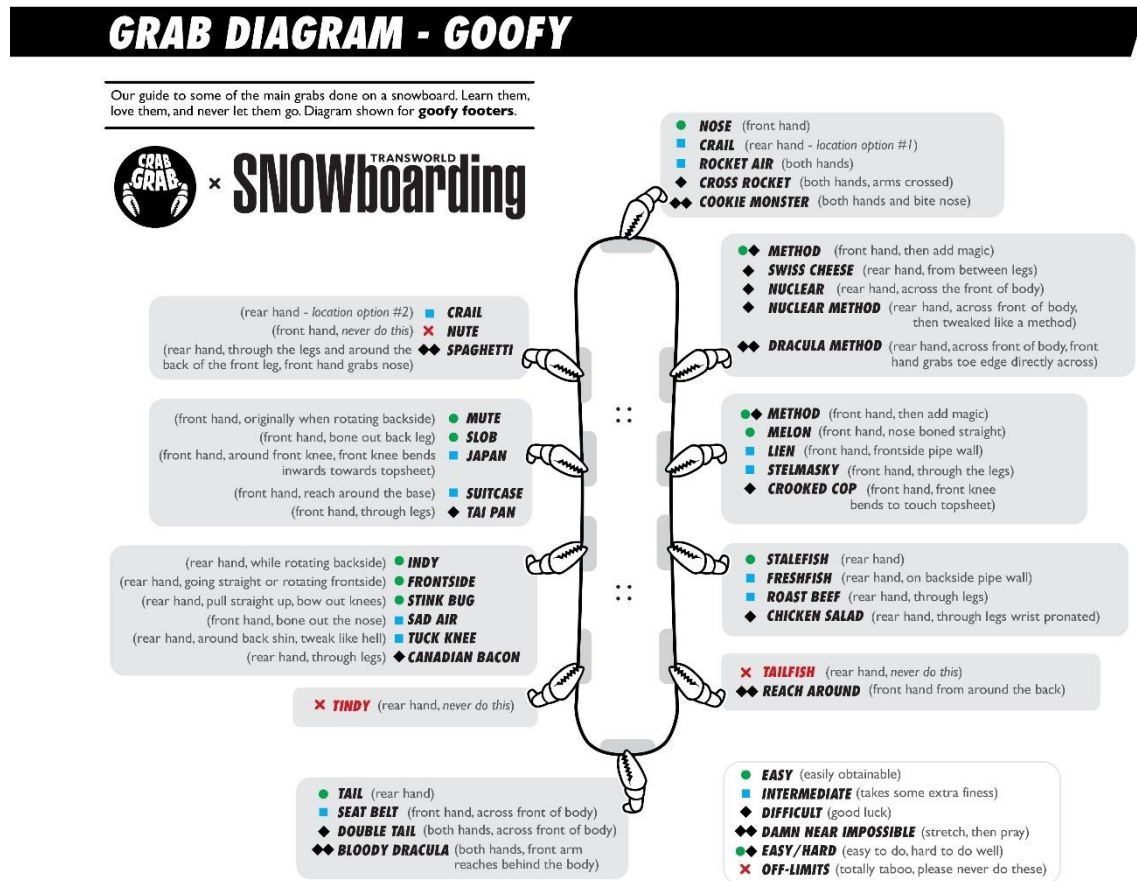 GRAB DIAGRAM - GOOFY
Our guide to some of the main grabs done on a snowboard. Learn them,
love them, and never let them go. Diagram shown for goofy footers.
CRAB
GRAB
×
TRANSWORLD
SNOWboarding
NOSE (front hand)
CRAIL (rear hand - location option #1)
ROCKET AIR (both hands)
CROSS ROCKET (both hands, arms crossed)
COOKIE MONSTER (both hands and bite nose)
METHOD (front hand, then add magic)
SWISS CHEESE (rear hand, from between legs)
NUCLEAR (rear hand, across the front of body)
NUCLEAR METHOD (rear hand, across front of body,
then tweaked like a method)
DRACULA METHOD (rear hand, across front of body, front
hand grabs toe edge directly across)
(rear hand - location option #2) CRAIL
(front hand, never do this) NUTE
(rear hand, through the legs and around the SPAGHETTI
back of the front leg, front hand grabs nose)
(front hand, originally when rotating backside) MUTE
(front hand, bone out back leg) SLOB
(front hand, around front knee, front knee bends JAPAN
inwards towards topsheet)
(front hand, reach around the base) SUITCASE
(front hand, through legs) TAI PAN
METHOD (front hand, then add magic)
MELON (front hand, nose boned straight)
LIEN (front hand, frontside pipe wall)
STELMASKY (front hand, through the legs)
CROOKED COP (front hand, front knee
bends to touch topsheet)
(rear hand, while rotating backside) INDY
(rear hand, going straight or rotating frontside) FRONTSIDE
(rear hand, pull straight up, bow out knees) STINK BUG
(front hand, bone out the nose) SAD AIR
(rear hand, around back shin, tweak like hell) TUCK KNEE
(rear hand, through legs) CANADIAN BACON
STALEFISH (rear hand)
FRESHFISH (rear hand, on backside pipe wall)
ROAST BEEF (rear hand, through legs)
CHICKEN SALAD (rear hand, through legs wrist pronated)
TINDY (rear hand, never do this)
TAILFISH (rear hand, never do this)
REACH AROUND (front hand from around the back)
TAIL (rear hand)
SEAT BELT (front hand, across front of body)
DOUBLE TAIL (both hands, across front of body)
BLOODY DRACULA (both hands, front arm
reaches behind the body)
EASY (easily obtainable)
INTERMEDIATE (takes some extra finess)
DIFFICULT (good luck)
DAMN NEAR IMPOSSIBLE (stretch, then pray)
EASY/HARD (easy to do, hard to do well)
OFF-LIMITS (totally taboo, please never do these)